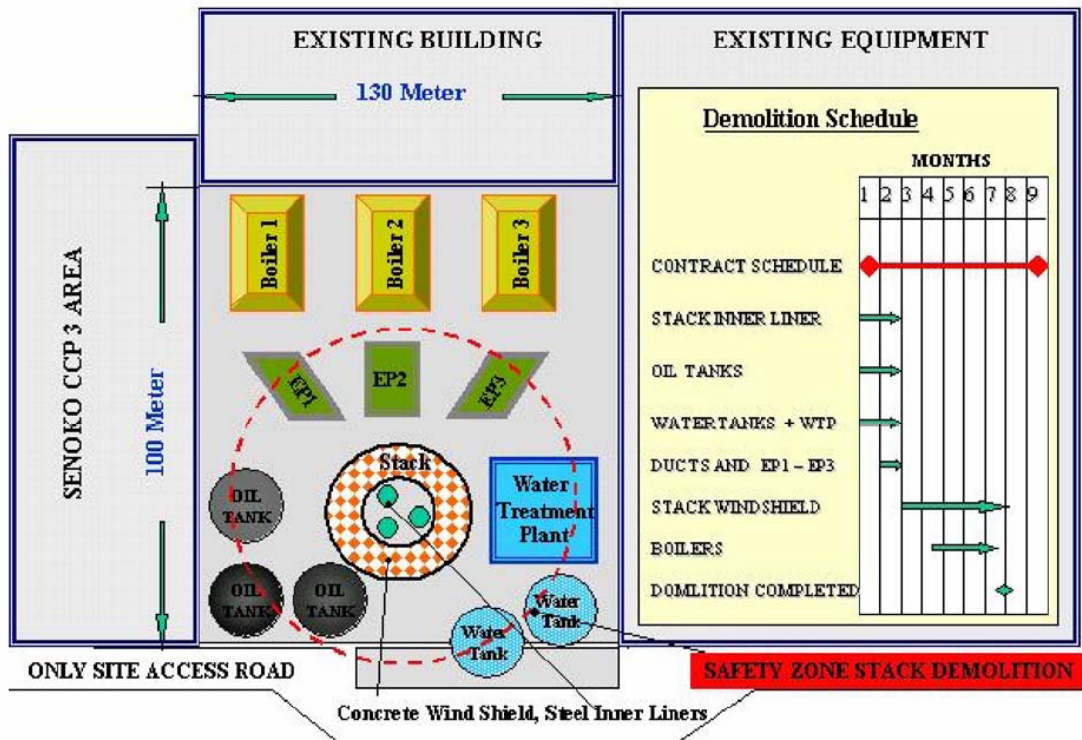 EXISTING BUILDING
130 Meter
EXISTING EQUIPMENT
Demolition Schedule
MONTHS
1 2 3 4 5 6 7 8 9
CONTRACT SCHEDULE
STACK INNER LINER
OIL TANKS
WATERTANKS + WTP
DUCTS AND EP1 – EP3
STACK WINDSHIELD
BOILERS
DOMLITION COMPLETED
SENOKO CCP 3 AREA
100 Meter
Boiler 1
Boiler 2
Boiler 3
EP1
EP2
EP3
Stack
OIL
TANK
Water
Treatment
Plant
OIL
TANK
OIL
TANK
Water
Tank
Water
Tank
ONLY SITE ACCESS ROAD
SAFETY ZONE STACK DEMOLITION
Concrete Wind Shield, Steel Inner Liners